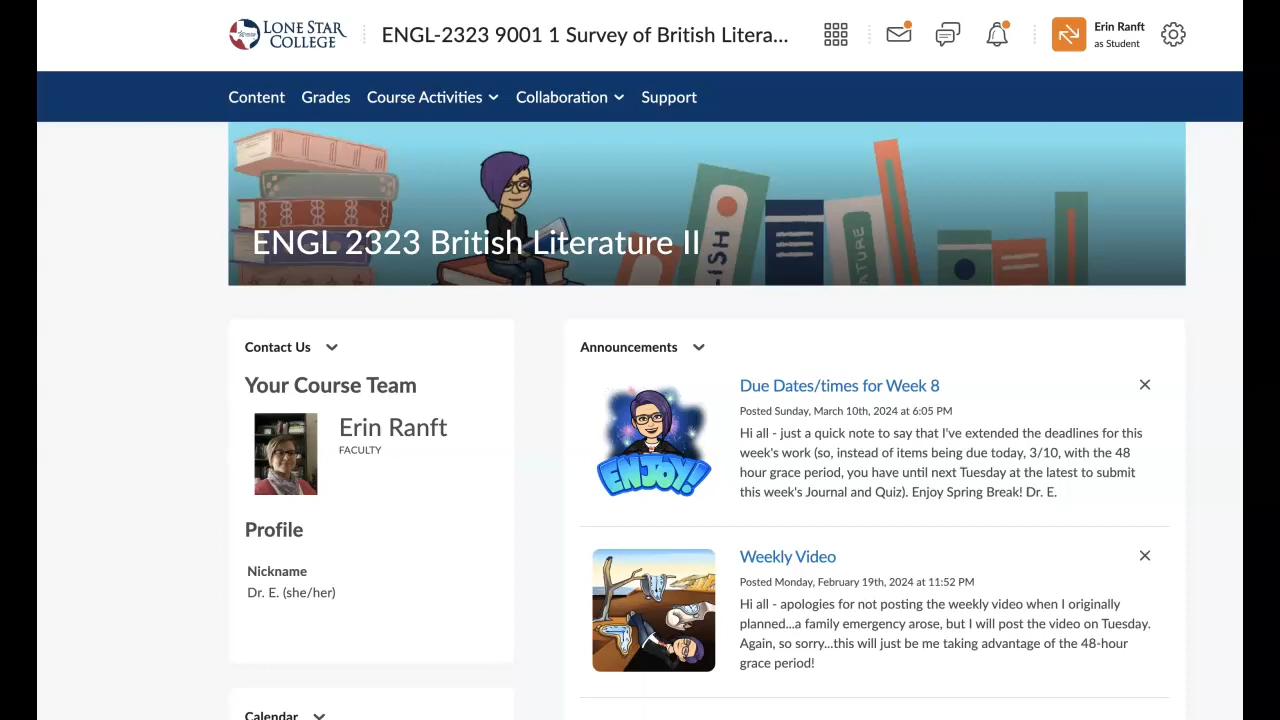 LONE STAR
COLLEGE
ENGL-2323 9001 1 Survey of British Litera...
Erin Ranft
as Student
Content Grades Course Activities Collaboration Support
ENGL 2323 British Literature II
ISH
ATURE
Contact Us
Your Course Team
Erin Ranft
FACULTY
Profile
Nickname
Dr. E. (she/her)
Calendar
Announcements
ENJOY!
Due Dates/times for Week 8
Posted Sunday, March 10th, 2024 at 6:05 PM
Hi all - just a quick note to say that I've extended the deadlines for this
week's work (so, instead of items being due today, 3/10, with the 48
hour grace period, you have until next Tuesday at the latest to submit
this week's Journal and Quiz). Enjoy Spring Break! Dr. E.
Weekly Video
Posted Monday, February 19th, 2024 at 11:52 PM
Hi all - apologies for not posting the weekly video when I originally
planned...a family emergency arose, but I will post the video on Tuesday.
Again, so sorry...this will just be me taking advantage of the 48-hour
grace period!